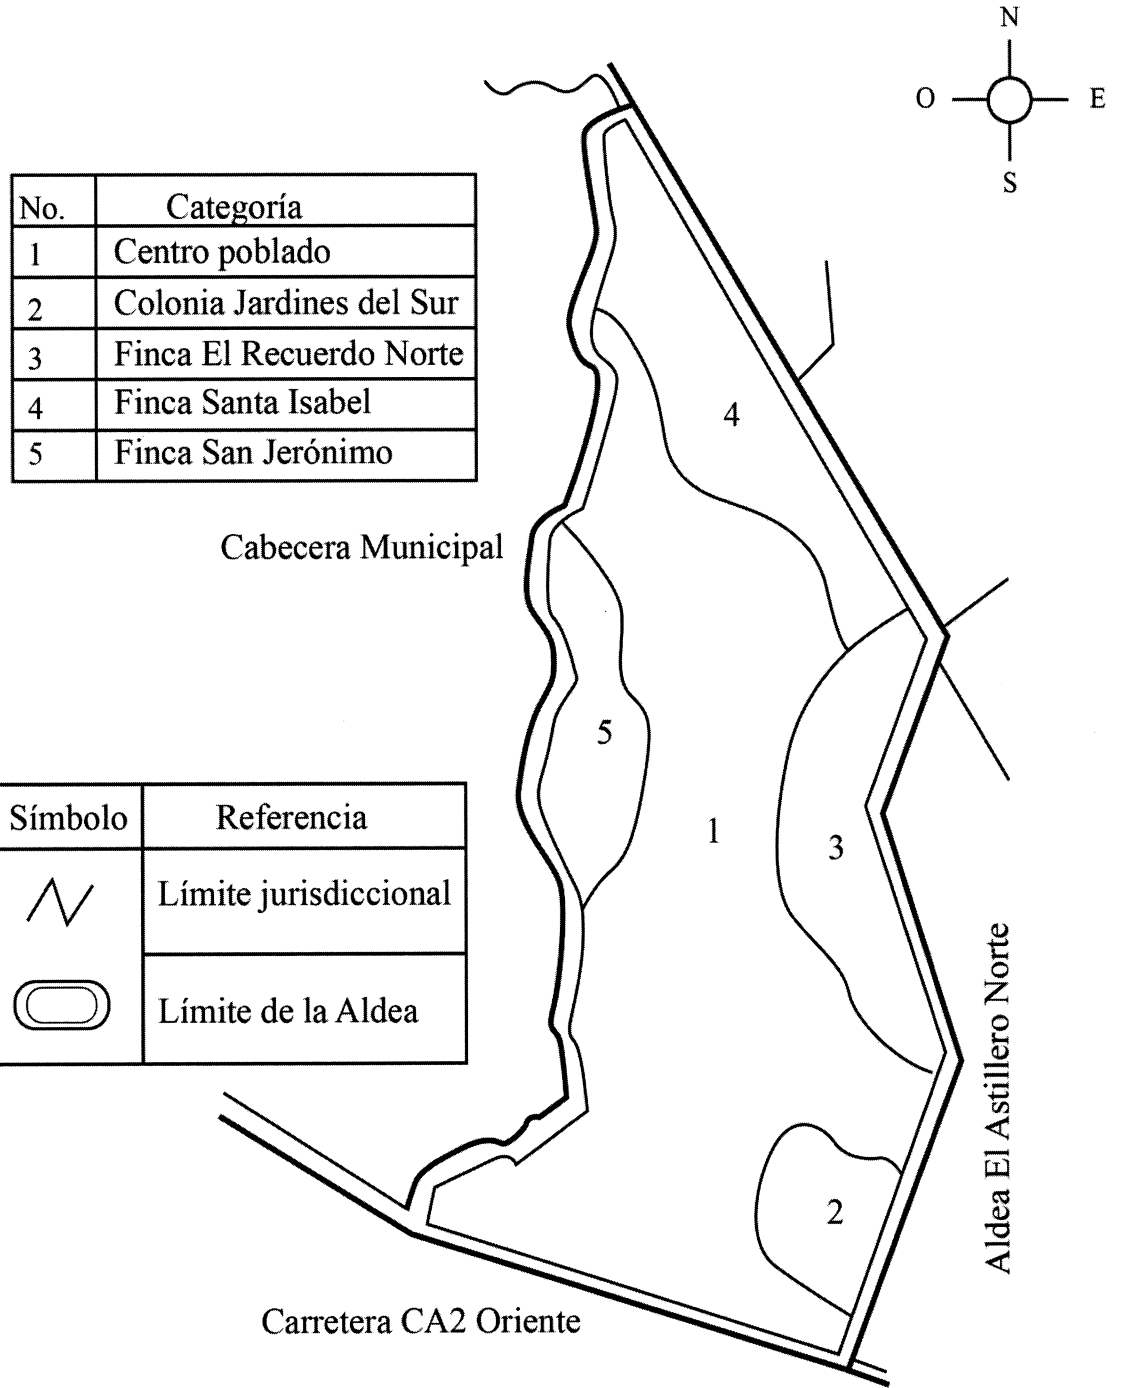 N
O E
S
No. Categoría
1 Centro poblado
2 Colonia Jardines del Sur
3 Finca El Recuerdo Norte
4 Finca Santa Isabel
5 Finca San Jerónimo
4
Cabecera Municipal
5
1
3
Símbolo Referencia
Límite jurisdiccional
Límite de la Aldea
Aldea El Astillero Norte
2
Carretera CA2 Oriente